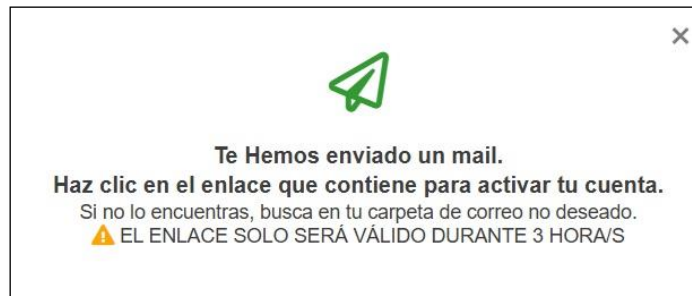 Te Hemos enviado un mail.
Haz clic en el enlace que contiene para activar tu cuenta.
Si no lo encuentras, busca en tu carpeta de correo no deseado.
EL ENLACE SOLO SERÁ VÁLIDO DURANTE 3 HORA/S